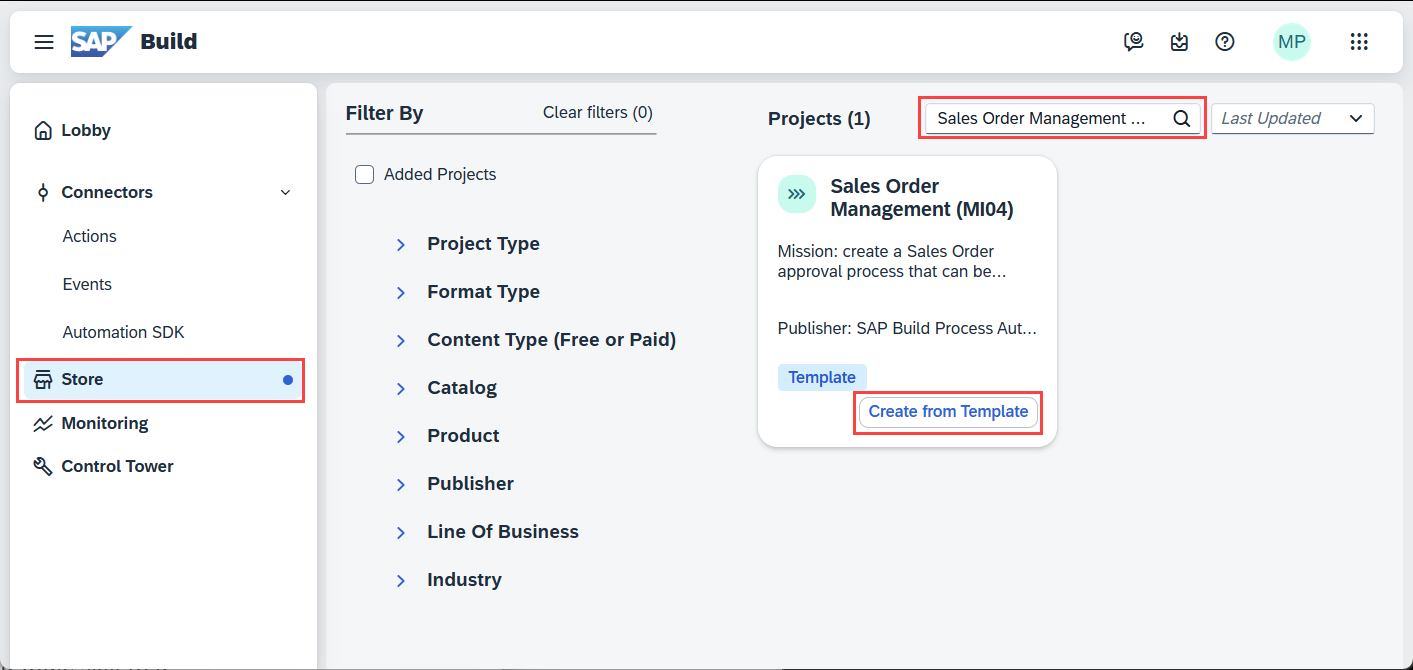 SAP Build
MP
Lobby
Connectors
Actions
Events
Automation SDK
Store
Monitoring
Control Tower
Filter By
Clear filters (0)
Added Projects
Project Type
Format Type
Content Type (Free or Paid)
Catalog
Product
Publisher
Line Of Business
Industry
Projects (1)
Sales Order Management ...
Last Updated
Sales Order
Management (MI04)
Mission: create a Sales Order
approval process that can be...
Publisher: SAP Build Process Aut...
Template
Create from Template